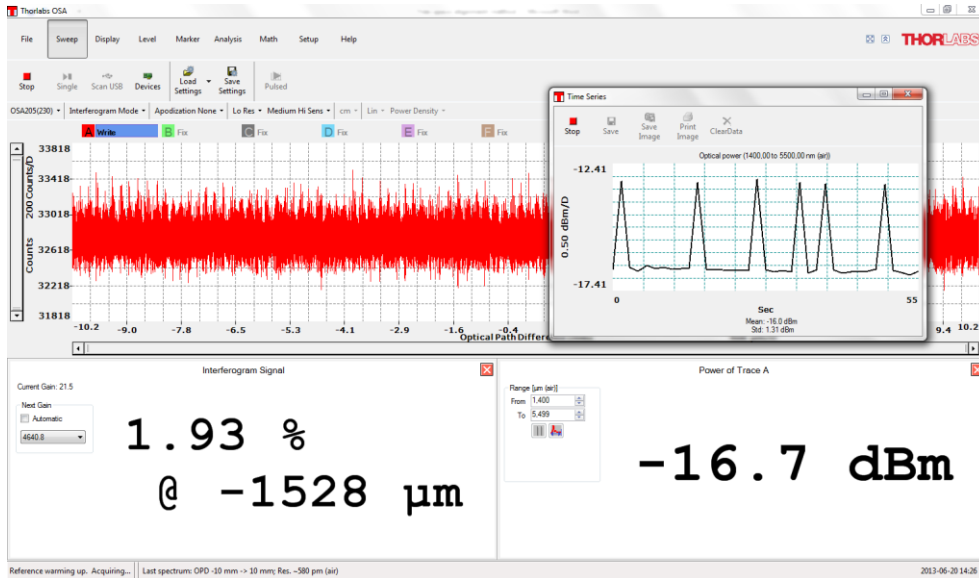 Thorlabs OSA
File Sweep Display Level Marker Analysis Math Setup Help
THORLABS
Stop Single Scan USB Devices Load Settings Save Settings Pulsed
OSA205(230) Interferogram Mode Apodization None Lo Res Medium Hi Sens cm Lin Power Density
A Write B Fix C Fix D Fix E Fix F Fix
33818
33418
33018
32618
32218
31818
Counts 200 Counts/D
-10.2 -9.0 -7.8 -6.5 -5.3 -4.1 -2.9 -1.6 -0.4 9.4 10.2
Optical Path Differ
Time Series
Stop Save Save Image Print Image ClearData
Optical power (1400.00 to 5500.00 nm (air))
-12.41
0.50 dBm/D
-17.41
0 55
Sec
Mean: -16.0 dBm
Std: 1.31 dBm
Interferogram Signal
Current Gain: 21.5
Next Gain
Automatic
4640.8
1.93 %
@ -1528 µm
Power of Trace A
Range [µm (air)]
From 1,400
To 5,499
-16.7 dBm
Reference warming up. Acquiring... Last spectrum: OPD -10 mm -> 10 mm; Res. ~580 pm (air) 2013-06-20 14:26